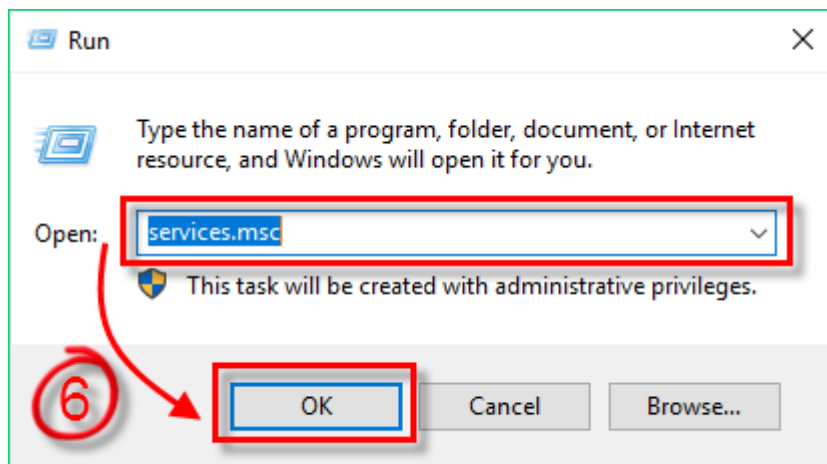 Run
Type the name of a program, folder, document, or Internet
resource, and Windows will open it for you.
Open: services.msc
This task will be created with administrative privileges.
6
OK Cancel Browse...